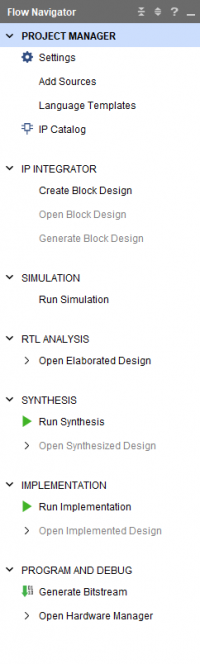 Flow Navigator ?
PROJECT MANAGER
Settings
Add Sources
Language Templates
IP Catalog
IP INTEGRATOR
Create Block Design
Open Block Design
Generate Block Design
SIMULATION
Run Simulation
RTL ANALYSIS
Open Elaborated Design
SYNTHESIS
Run Synthesis
Open Synthesized Design
IMPLEMENTATION
Run Implementation
Open Implemented Design
PROGRAM AND DEBUG
Generate Bitstream
Open Hardware Manager